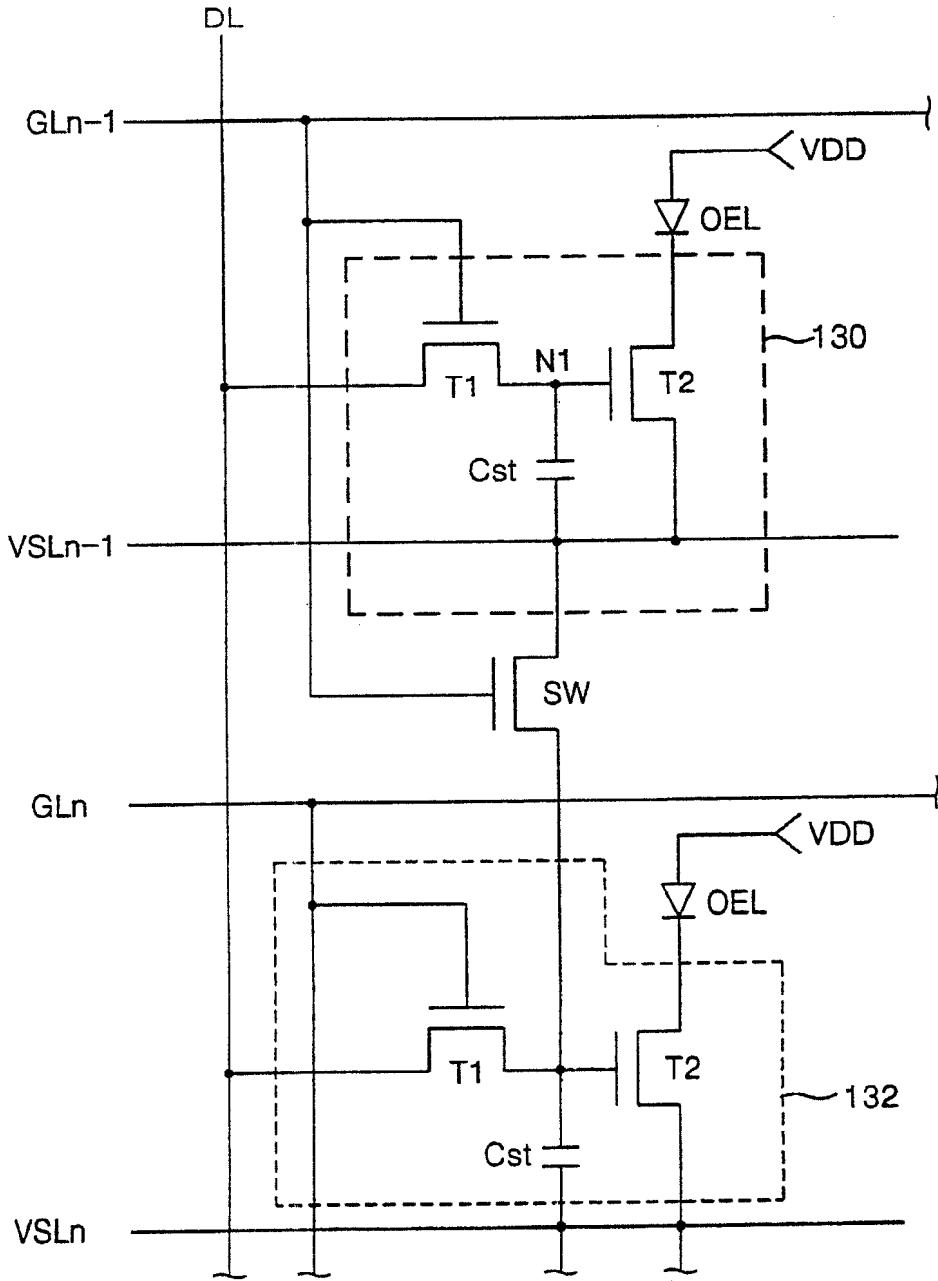 DL
GLn-1
VDD
OEL
130
N1
T1
T2
Cst
VSLn-1
SW
GLn
VDD
OEL
T1
T2
132
Cst
VSLn